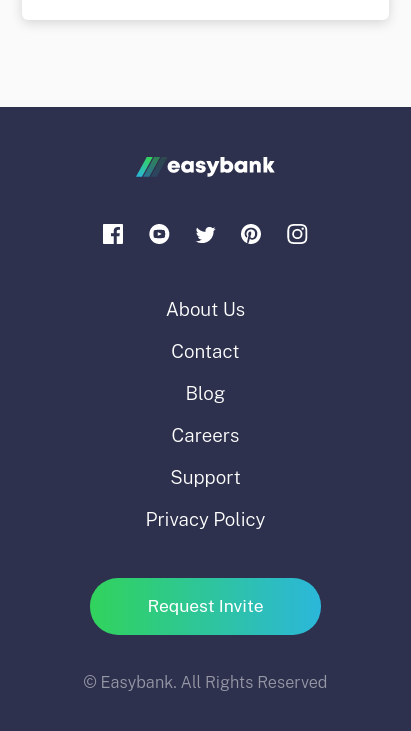 easybank
About Us
Contact
Blog
Careers
Support
Privacy Policy
Request Invite
© Easybank. All Rights Reserved